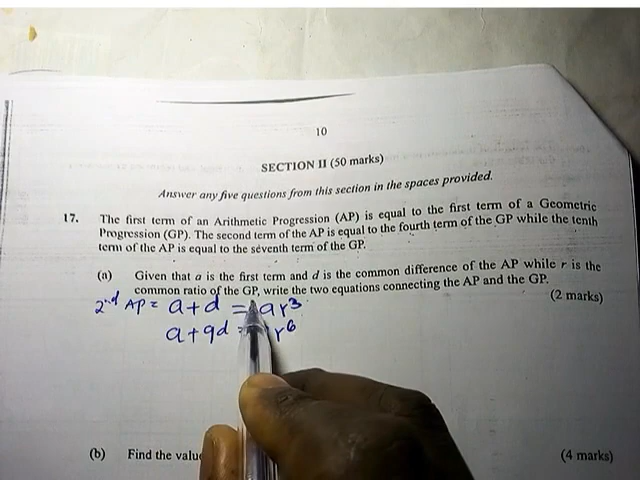 10
SECTION II (50 marks)
Answer any five questions from this section in the spaces provided.
17. The first term of an Arithmetic Progression (AP) is equal to the first term of a Geometric
Progression (GP). The second term of the AP is equal to the fourth term of the GP while the tenth
term of the AP is equal to the seventh term of the GP.
(a) Given that a is the first term and d is the common difference of the AP while r is the
common ratio of the GP, write the two equations connecting the AP and the GP.
(2 marks)
2nd AP = a+d = ar³
a+9d = r⁶
(b) Find the value
(4 marks)